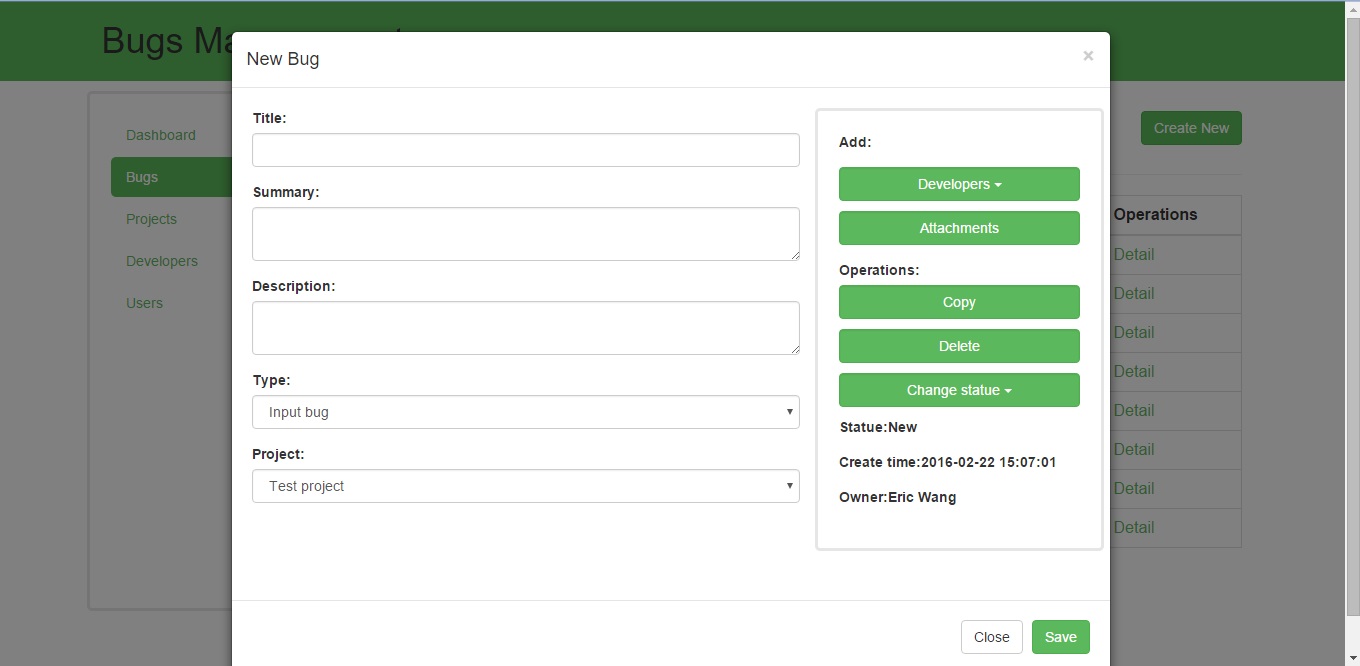 Bugs Ma
New Bug
×
Dashboard
Bugs
Projects
Developers
Users
Title:
Summary:
Description:
Type:
Input bug
Project:
Test project
Add:
Developers
Attachments
Operations:
Copy
Delete
Change statue
Statue:New
Create time:2016-02-22 15:07:01
Owner:Eric Wang
Close
Save
Create New
Operations
Detail
Detail
Detail
Detail
Detail
Detail
Detail
Detail